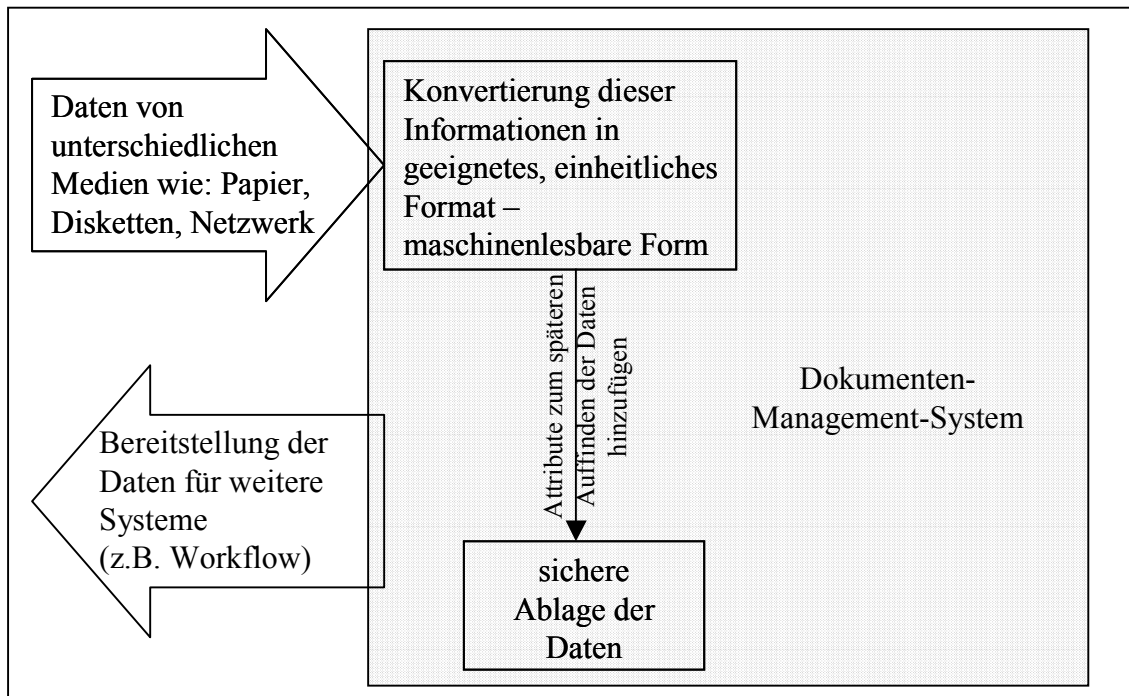 Daten von
unterschiedlichen
Medien wie: Papier,
Disketten, Netzwerk
Konvertierung dieser
Informationen in
geeignetes, einheitliches
Format –
maschinenlesbare Form
Attribute zum späteren
Auffinden der Daten
hinzufügen
Dokumenten-
Management-System
Bereitstellung der
Daten für weitere
Systeme
(z.B. Workflow)
sichere
Ablage der
Daten